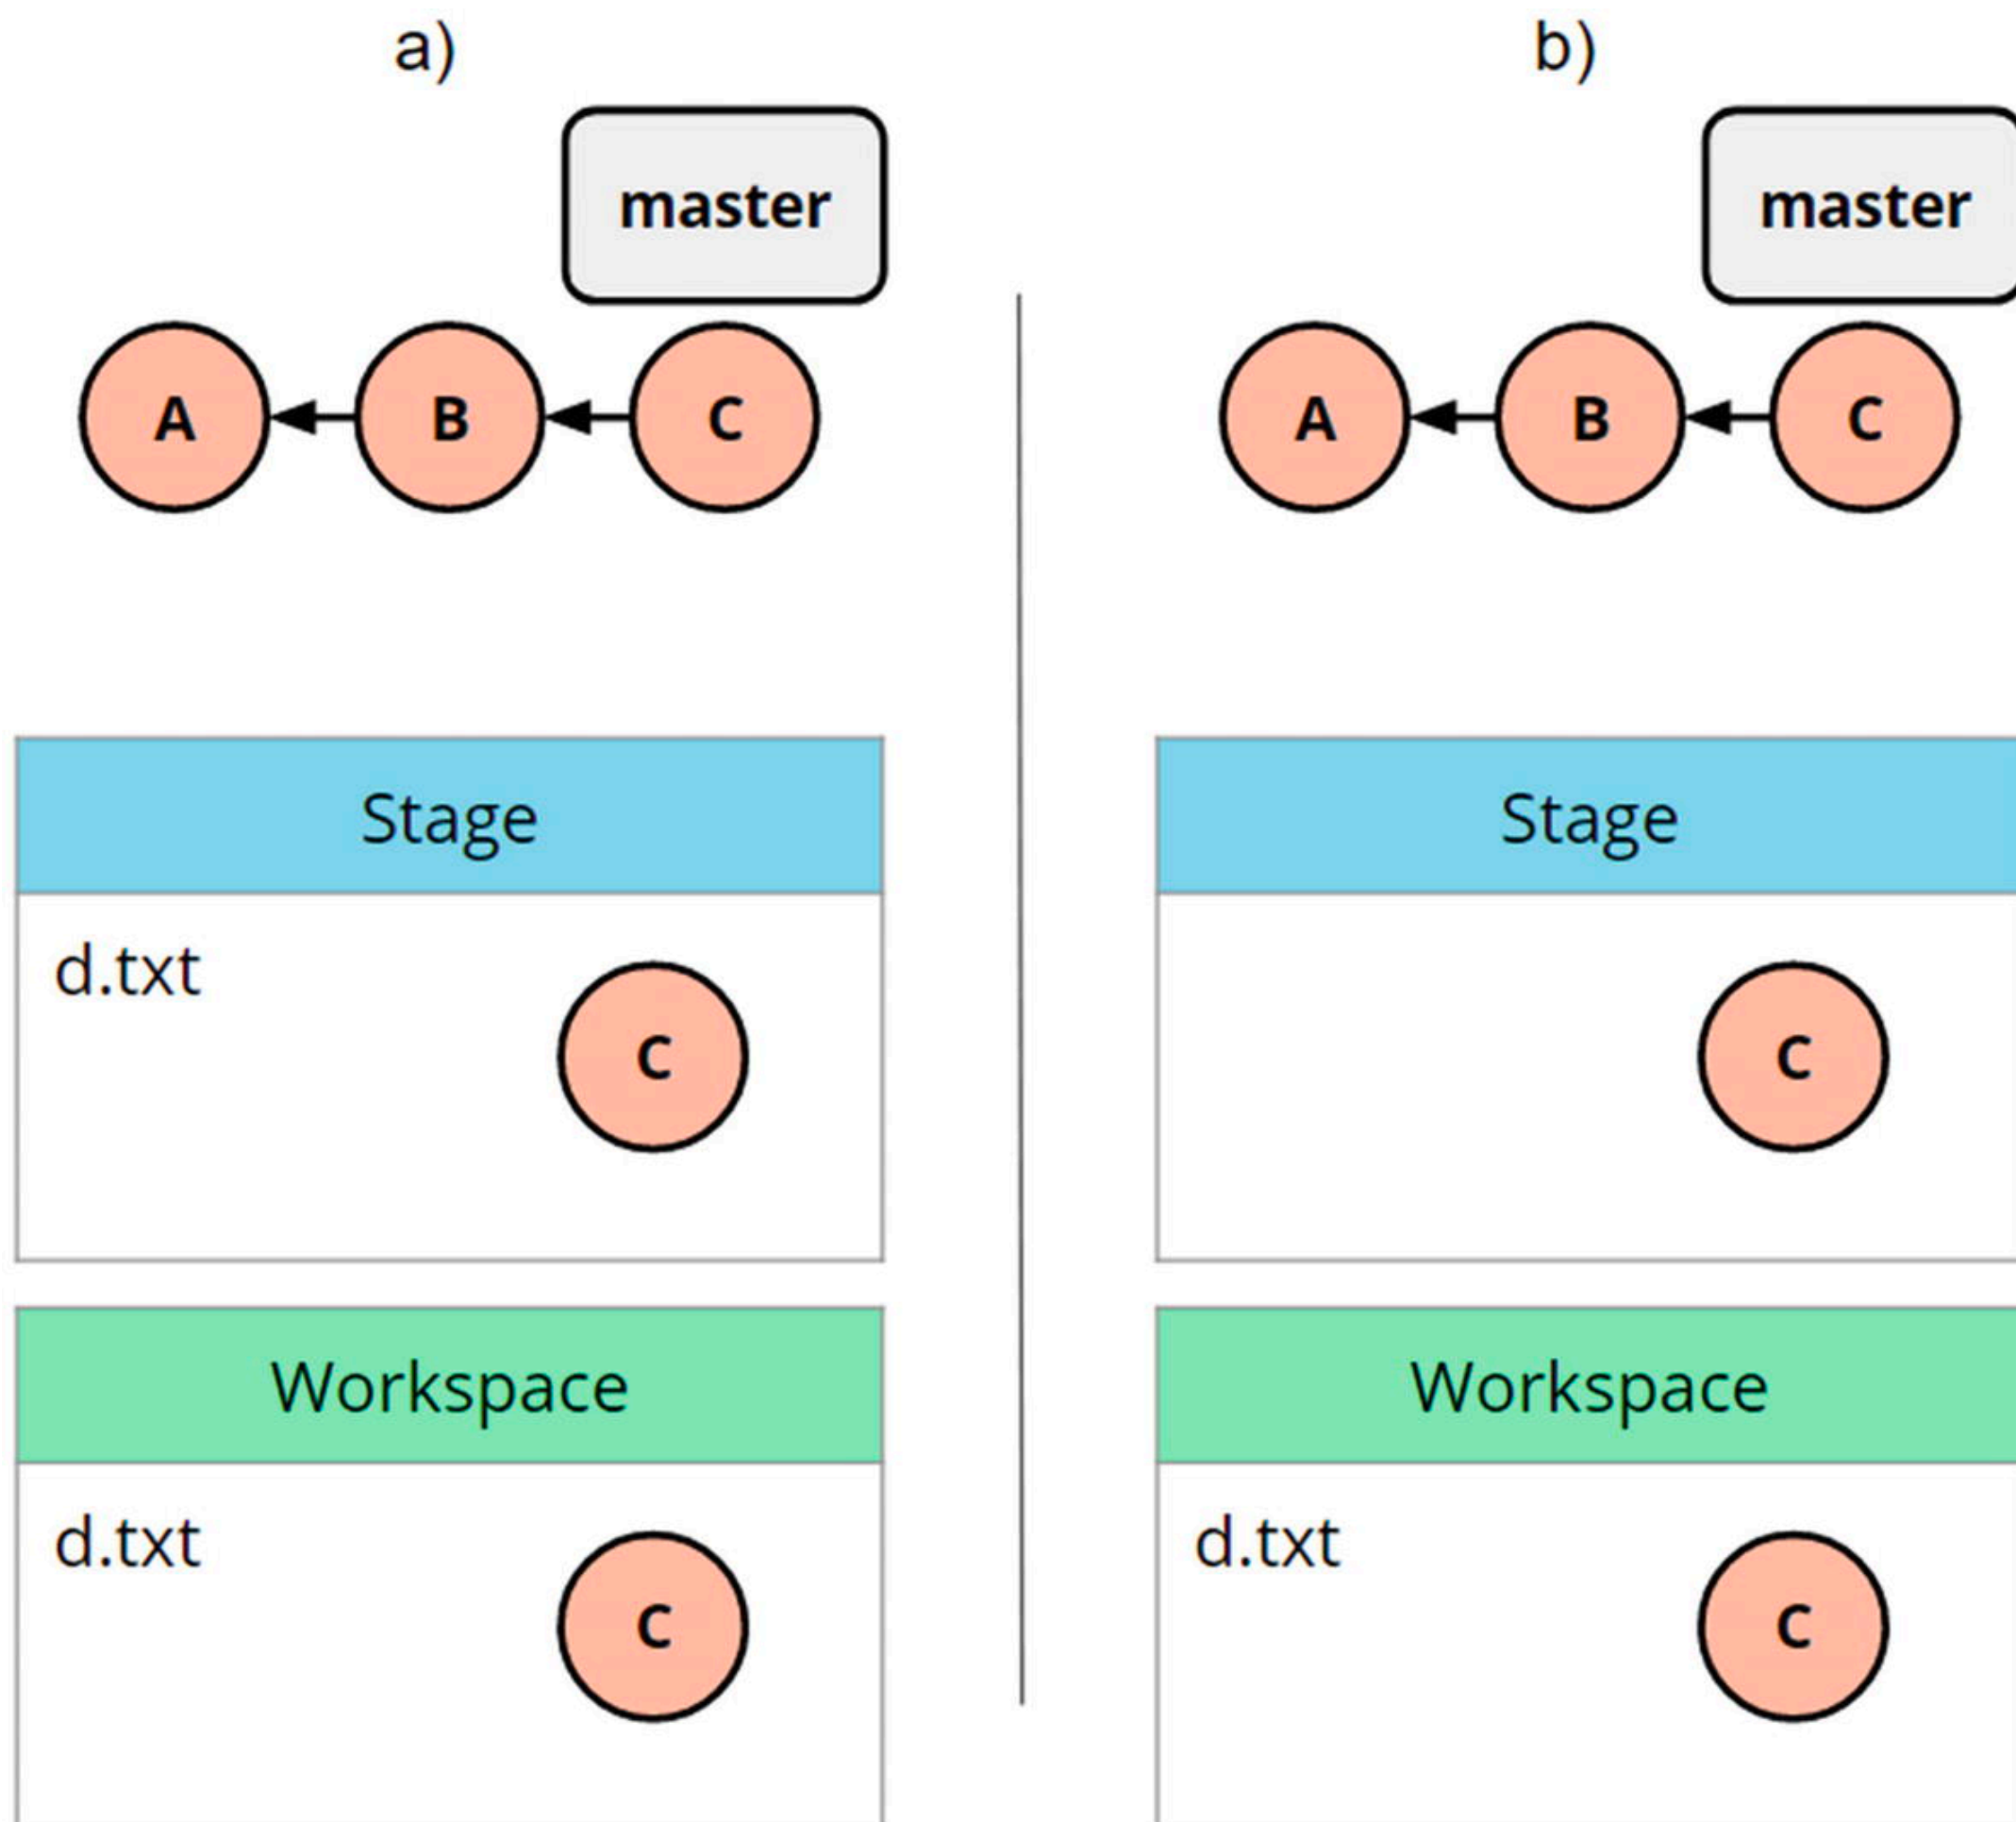 a)
master
A
B
C
Stage
d.txt
C
Workspace
d.txt
C
b)
master
A
B
C
Stage
C
Workspace
d.txt
C